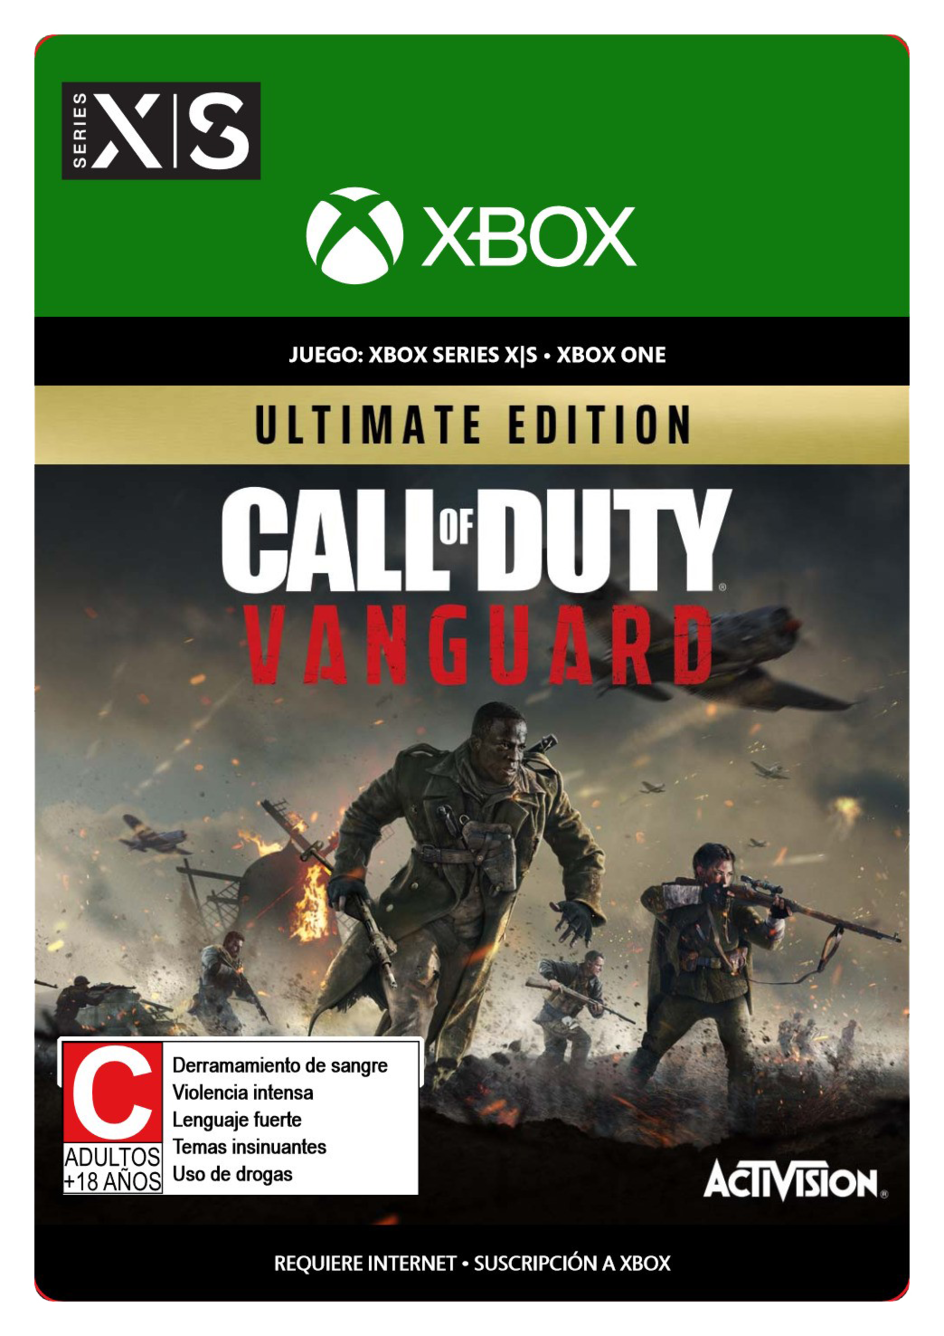 SERIES X|S
XBOX
JUEGO: XBOX SERIES X|S • XBOX ONE
ULTIMATE EDITION
CALL OF DUTY®
VANGUARD
C
ADULTOS
+18 AÑOS
Derramamiento de sangre
Violencia intensa
Lenguaje fuerte
Temas insinuantes
Uso de drogas
ACTIVISION®
REQUIERE INTERNET • SUSCRIPCIÓN A XBOX